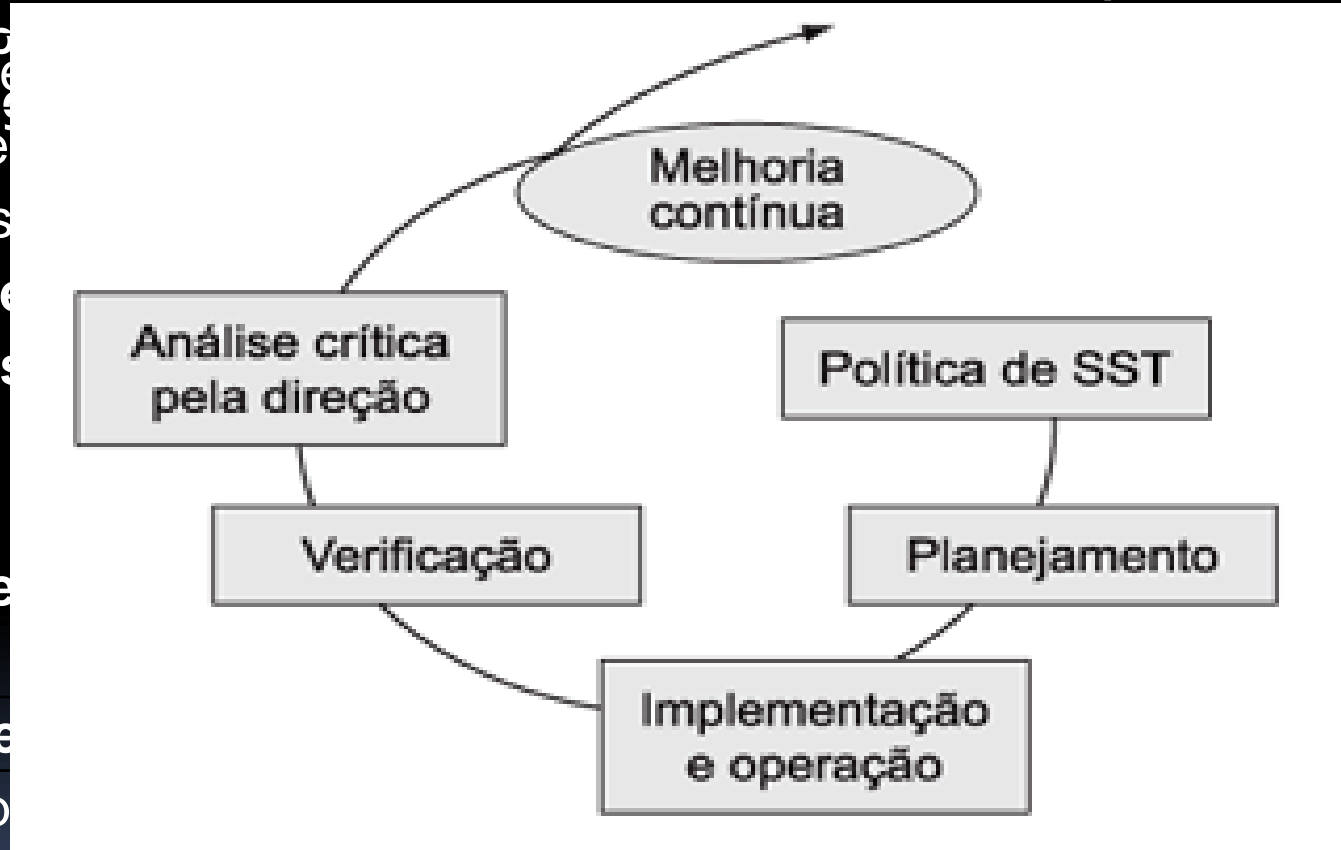 Melhoria
contínua
Análise crítica
pela direção
Política de SST
Verificação
Planejamento
Implementação
e operação